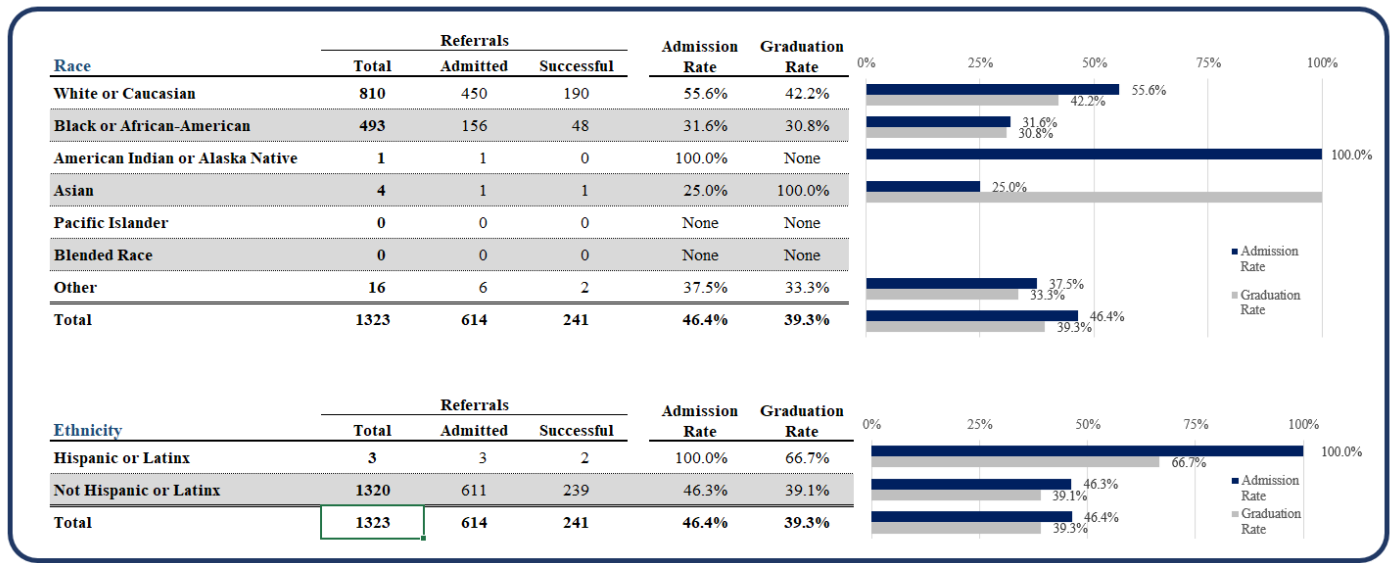 Referrals
Admission Graduation
Race Total Admitted Successful Rate Rate
0% 25% 50% 75% 100%
White or Caucasian 810 450 190 55.6% 42.2%
55.6%
42.2%
Black or African-American 493 156 48 31.6% 30.8%
31.6%
30.8%
American Indian or Alaska Native 1 1 0 100.0% None
100.0%
Asian 4 1 1 25.0% 100.0%
25.0%
Pacific Islander 0 0 0 None None
Blended Race 0 0 0 None None
Admission
Rate
Other 16 6 2 37.5% 33.3%
37.5%
33.3%
Graduation
Rate
Total 1323 614 241 46.4% 39.3%
46.4%
39.3%
Referrals
Admission Graduation
Ethnicity Total Admitted Successful Rate Rate
0% 25% 50% 75% 100%
Hispanic or Latinx 3 3 2 100.0% 66.7%
100.0%
66.7%
Not Hispanic or Latinx 1320 611 239 46.3% 39.1%
46.3%
39.1%
Admission
Rate
Total 1323 614 241 46.4% 39.3%
46.4%
39.3%
Graduation
Rate